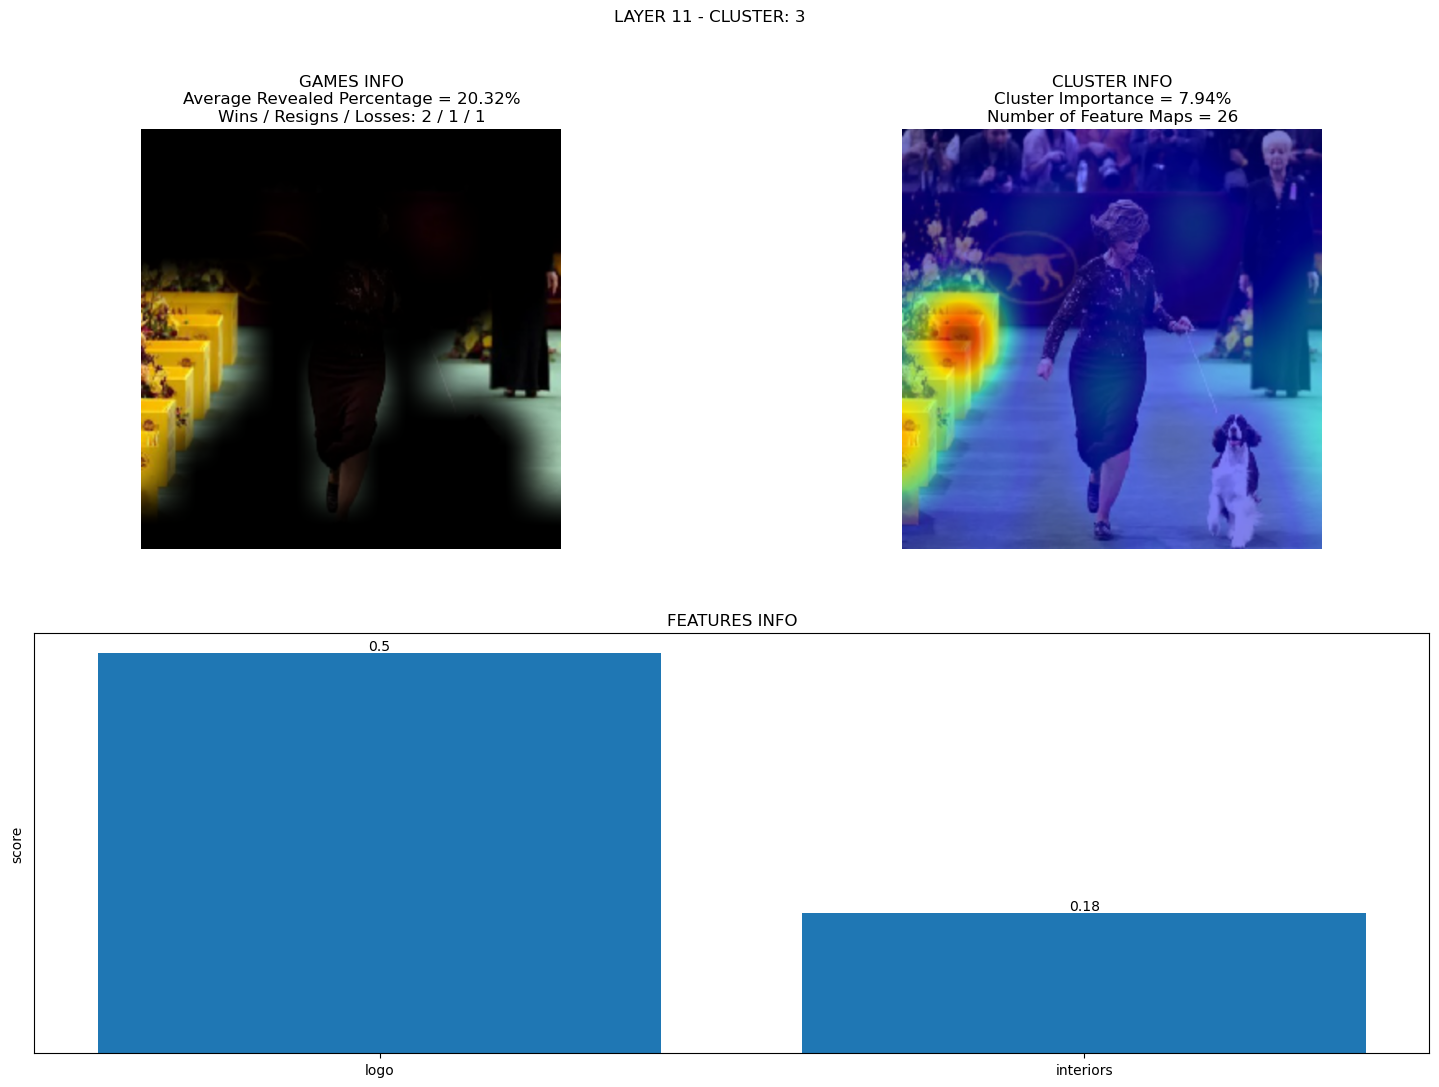 LAYER 11 - CLUSTER: 3
GAMES INFO
Average Revealed Percentage = 20.32%
Wins / Resigns / Losses: 2 / 1 / 1
CLUSTER INFO
Cluster Importance = 7.94%
Number of Feature Maps = 26
FEATURES INFO
score
0.5
0.18
logo
interiors